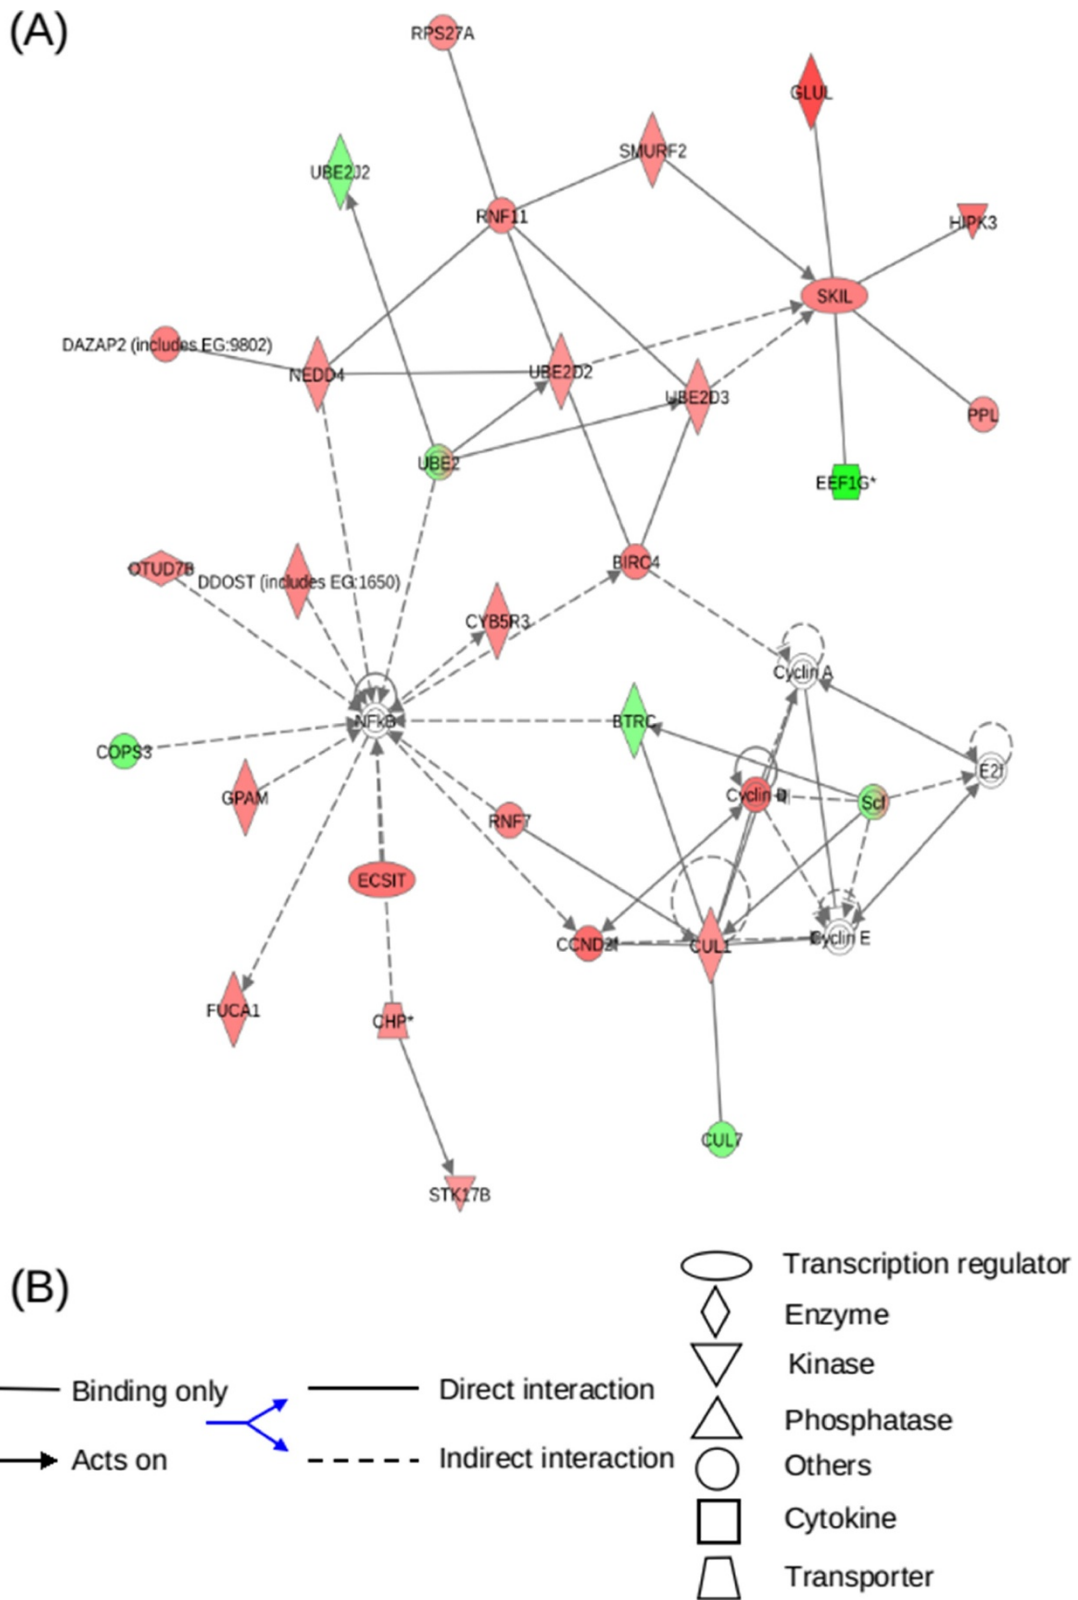 (A)
RPS27A
GLUL
SMURF2
UBE2J2
RNF11
HIPK3
SKIL
DAZAP2 (includes EG:9802)
NEDD4
UBE2D2
UBE2D3
PPL
UBE2
EEF1G*
BIRC4
OTUD7B
DDOST (includes EG:1650)
CYB5R3
Cyclin A
NFkB
BTRC
COPS3
E2f
GPAM
Cyclin D
Scf
RNF7
ECSIT
CCND2*
CUL1
Cyclin E
FUCA1
CHP*
CUL7
STK17B
(B)
Transcription regulator
Enzyme
Kinase
Binding only
Direct interaction
Phosphatase
Acts on
Indirect interaction
Others
Cytokine
Transporter